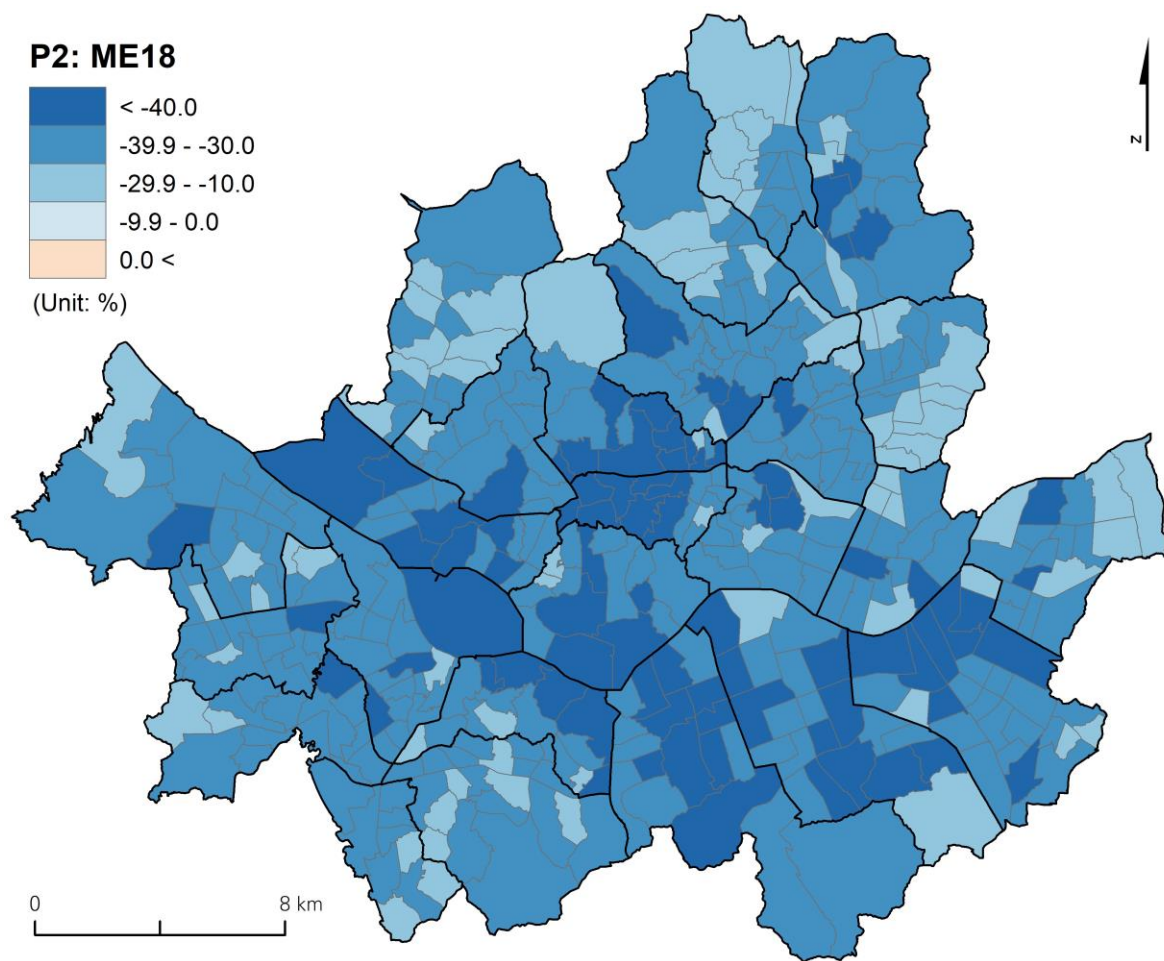 P2: ME18
< -40.0
-39.9 - -30.0
-29.9 - -10.0
-9.9 - 0.0
0.0 <
(Unit: %)
N
0 8 km